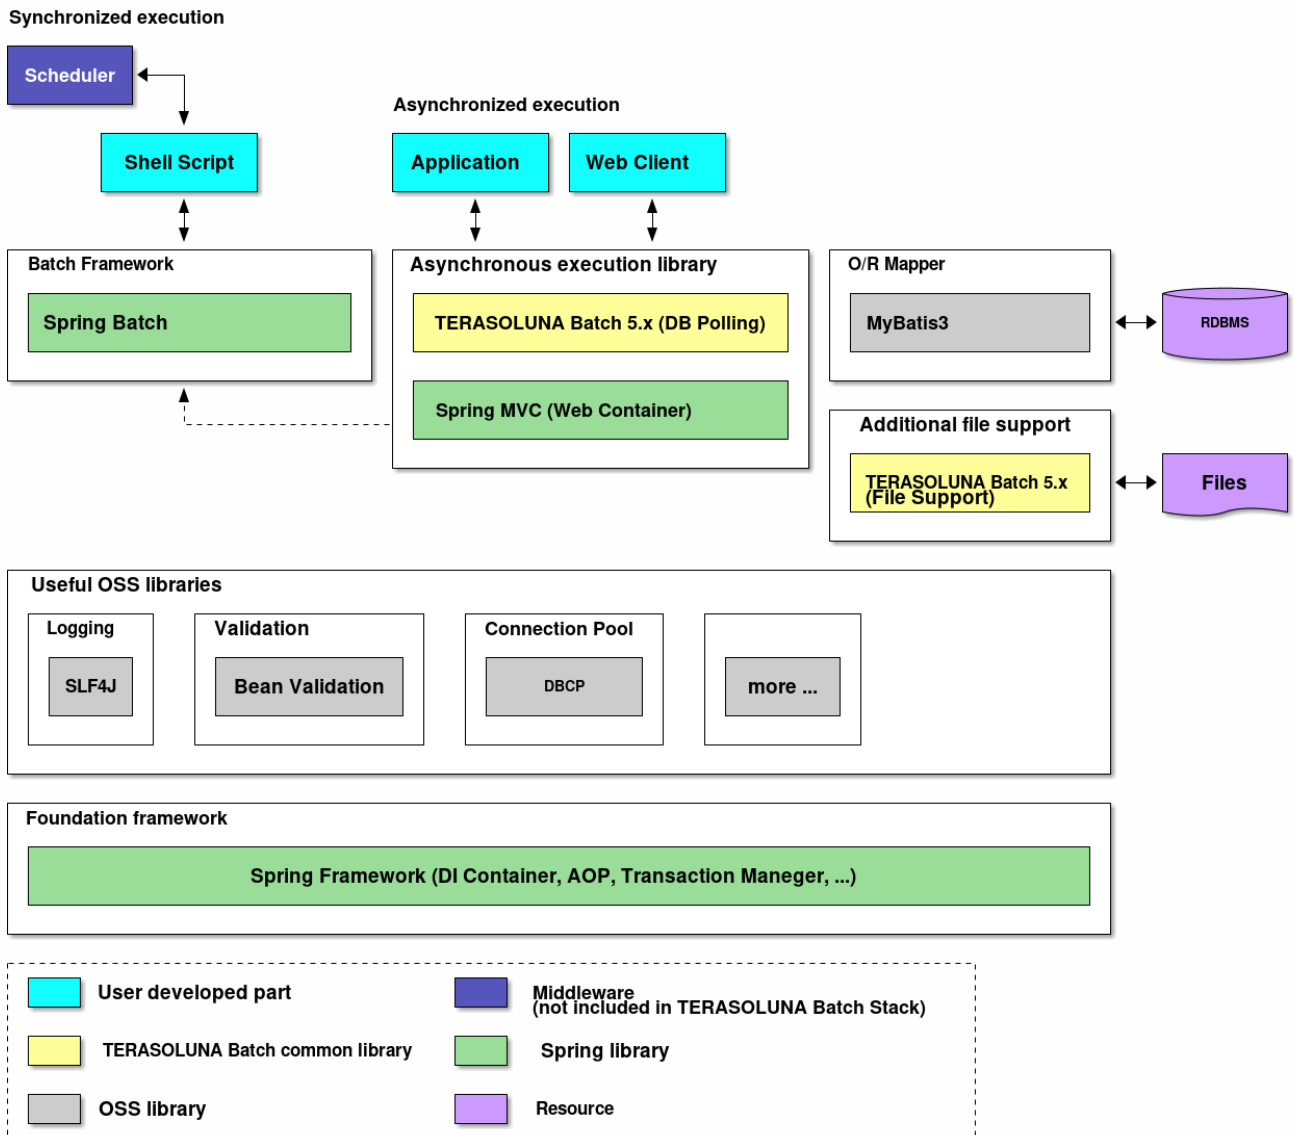 Synchronized execution
Scheduler
Asynchronized execution
Shell Script
Application
Web Client
Batch Framework
Spring Batch
Asynchronous execution library
TERASOLUNA Batch 5.x (DB Polling)
Spring MVC (Web Container)
O/R Mapper
MyBatis3
RDBMS
Additional file support
TERASOLUNA Batch 5.x
(File Support)
Files
Useful OSS libraries
Logging
SLF4J
Validation
Bean Validation
Connection Pool
DBCP
more ...
Foundation framework
Spring Framework (DI Container, AOP, Transaction Maneger, ...)
User developed part
Middleware
(not included in TERASOLUNA Batch Stack)
TERASOLUNA Batch common library
Spring library
OSS library
Resource